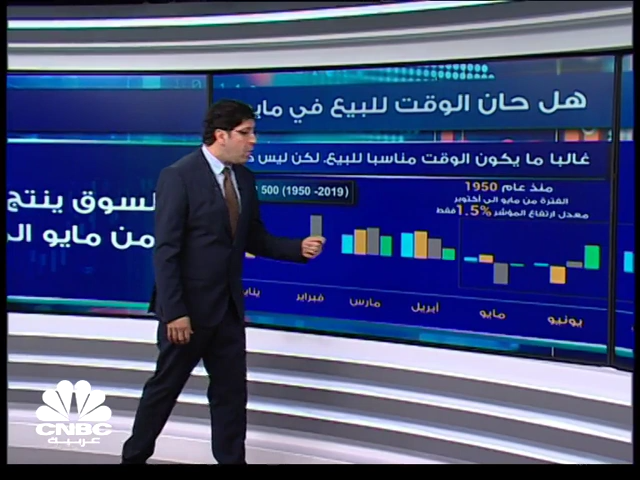 هل حان الوقت للبيع في مايو
غالبا ما يكون الوقت مناسبا للبيع، لكن ليس
500 (1950 -2019)
منذ عام 1950
الفترة من مايو الى أكتوبر
معدل ارتفاع المؤشر 1.5% فقط
السوق ينتج
من مايو
يناير
فبراير
مارس
أبريل
مايو
يونيو
CNBC
عربية